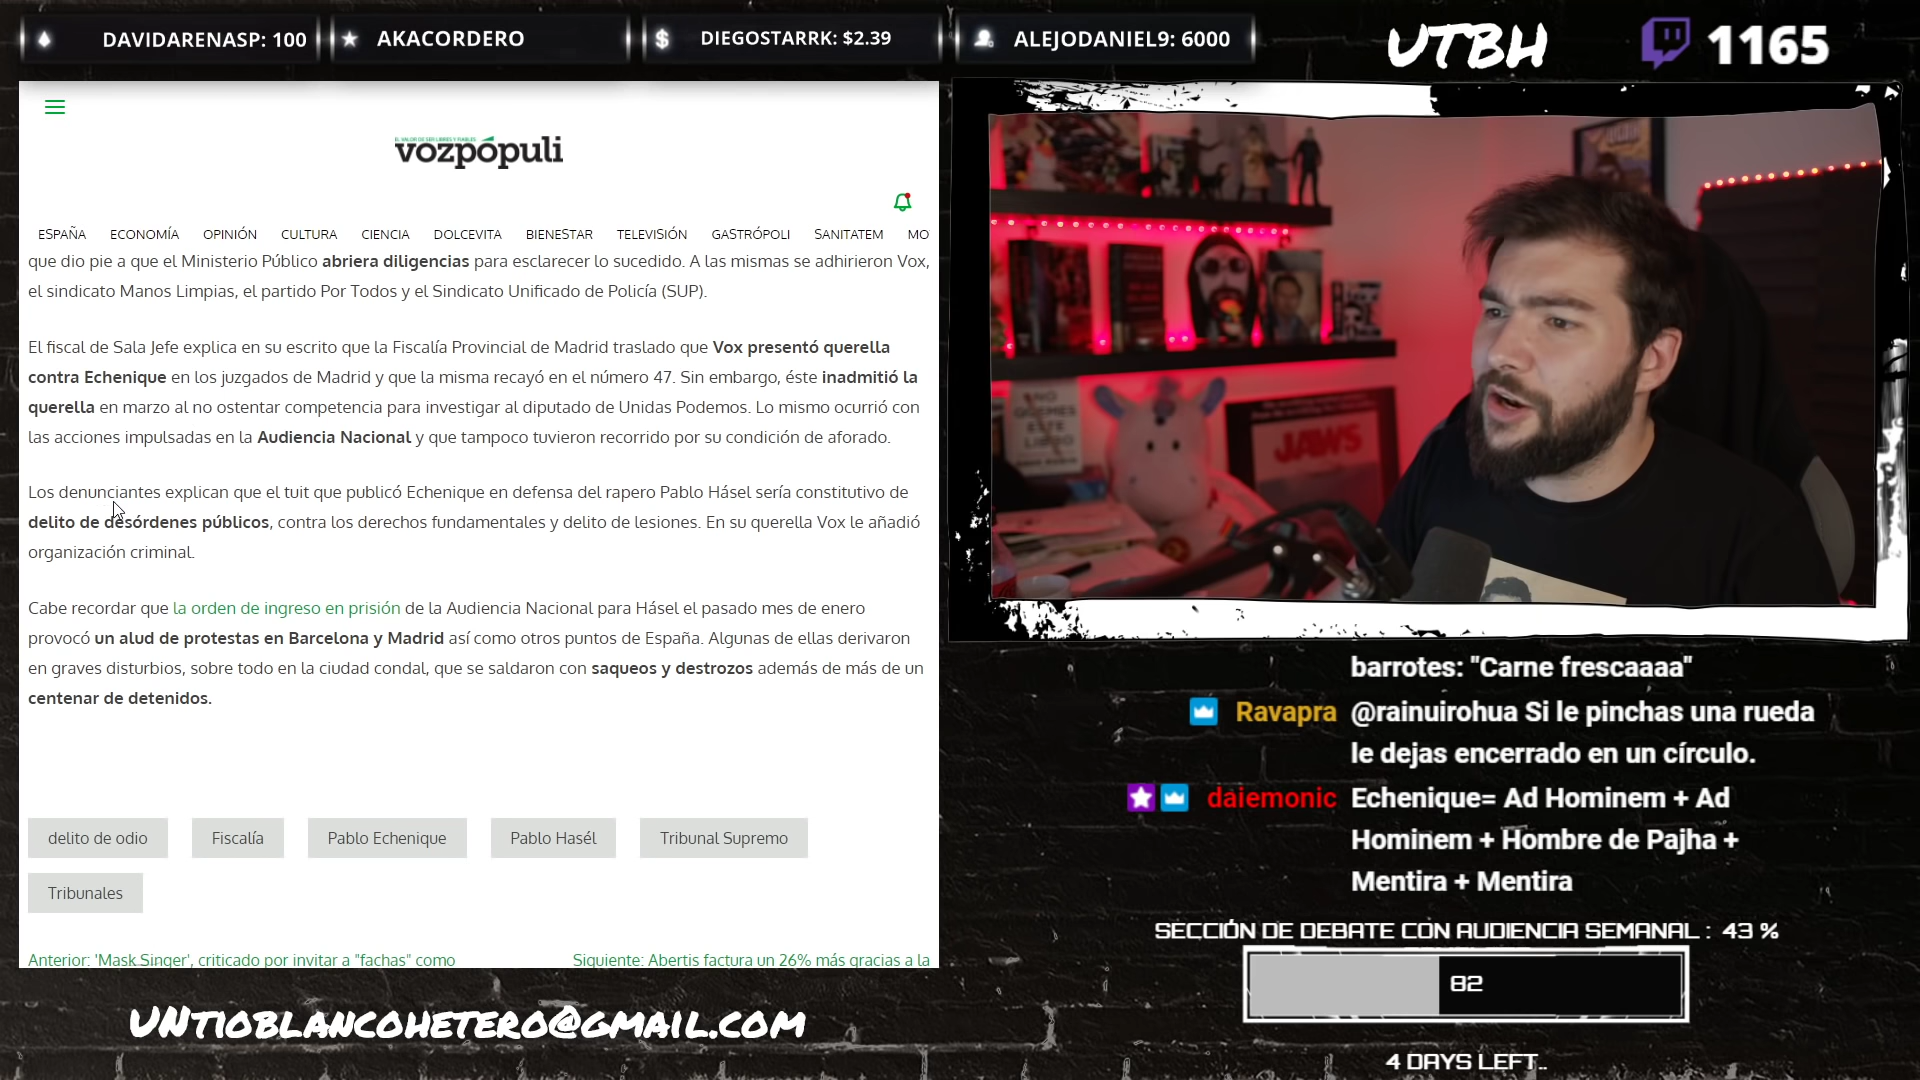 DAVIDARENASP: 100
AKACORDERO
DIEGOSTARRK: $2.39
ALEJODANIEL9: 6000
UTBH
1165
vozpópuli
ESPAÑA ECONOMÍA OPINIÓN CULTURA CIENCIA DOLCEVITA BIENESTAR TELEVISIÓN GASTRÓPOLI SANITATEM MO
que dio pie a que el Ministerio Público abriera diligencias para esclarecer lo sucedido. A las mismas se adhirieron Vox,
el sindicato Manos Limpias, el partido Por Todos y el Sindicato Unificado de Policía (SUP).
El fiscal de Sala Jefe explica en su escrito que la Fiscalía Provincial de Madrid traslado que Vox presentó querella
contra Echenique en los juzgados de Madrid y que la misma recayó en el número 47. Sin embargo, éste inadmitió la
querella en marzo al no ostentar competencia para investigar al diputado de Unidas Podemos. Lo mismo ocurrió con
las acciones impulsadas en la Audiencia Nacional y que tampoco tuvieron recorrido por su condición de aforado.
Los denunciantes explican que el tuit que publicó Echenique en defensa del rapero Pablo Hásel sería constitutivo de
delito de desórdenes públicos, contra los derechos fundamentales y delito de lesiones. En su querella Vox le añadió
organización criminal.
Cabe recordar que la orden de ingreso en prisión de la Audiencia Nacional para Hásel el pasado mes de enero
provocó un alud de protestas en Barcelona y Madrid así como otros puntos de España. Algunas de ellas derivaron
en graves disturbios, sobre todo en la ciudad condal, que se saldaron con saqueos y destrozos además de más de un
centenar de detenidos.
delito de odio
Fiscalía
Pablo Echenique
Pablo Hasél
Tribunal Supremo
Tribunales
Anterior: 'Mask Singer', criticado por invitar a "fachas" como
Siguiente: Abertis factura un 26% más gracias a la
UNTIOBLANCOHETERO@GMAIL.COM
NO
QUEMES
ESTE
LIBRO
JAWS
barrotes: "Carne frescaaaa"
Ravapra @rainuirohua Si le pinchas una rueda
le dejas encerrado en un círculo.
daiemonic Echenique= Ad Hominem + Ad
Hominem + Hombre de Pajha +
Mentira + Mentira
SECCIÓN DE DEBATE CON AUDIENCIA SEMANAL : 43 %
82
4 DAYS LEFT..